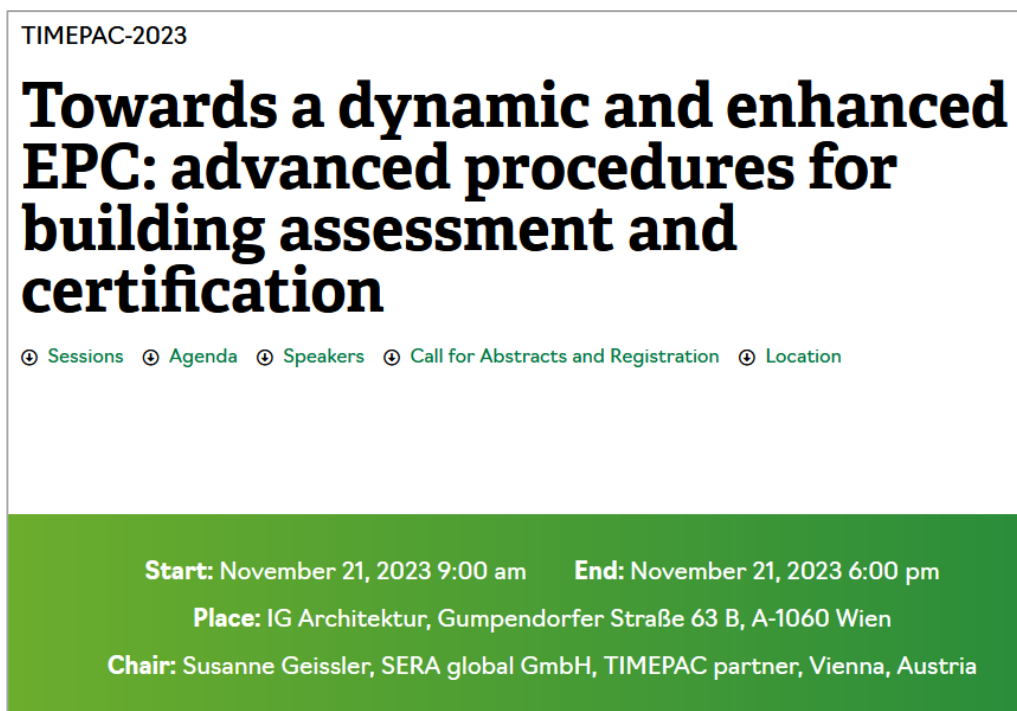 TIMEPAC-2023
Towards a dynamic and enhanced
EPC: advanced procedures for
building assessment and
certification
Sessions Agenda Speakers Call for Abstracts and Registration Location
Start: November 21, 2023 9:00 am End: November 21, 2023 6:00 pm
Place: IG Architektur, Gumpendorfer Straße 63 B, A-1060 Wien
Chair: Susanne Geissler, SERA global GmbH, TIMEPAC partner, Vienna, Austria